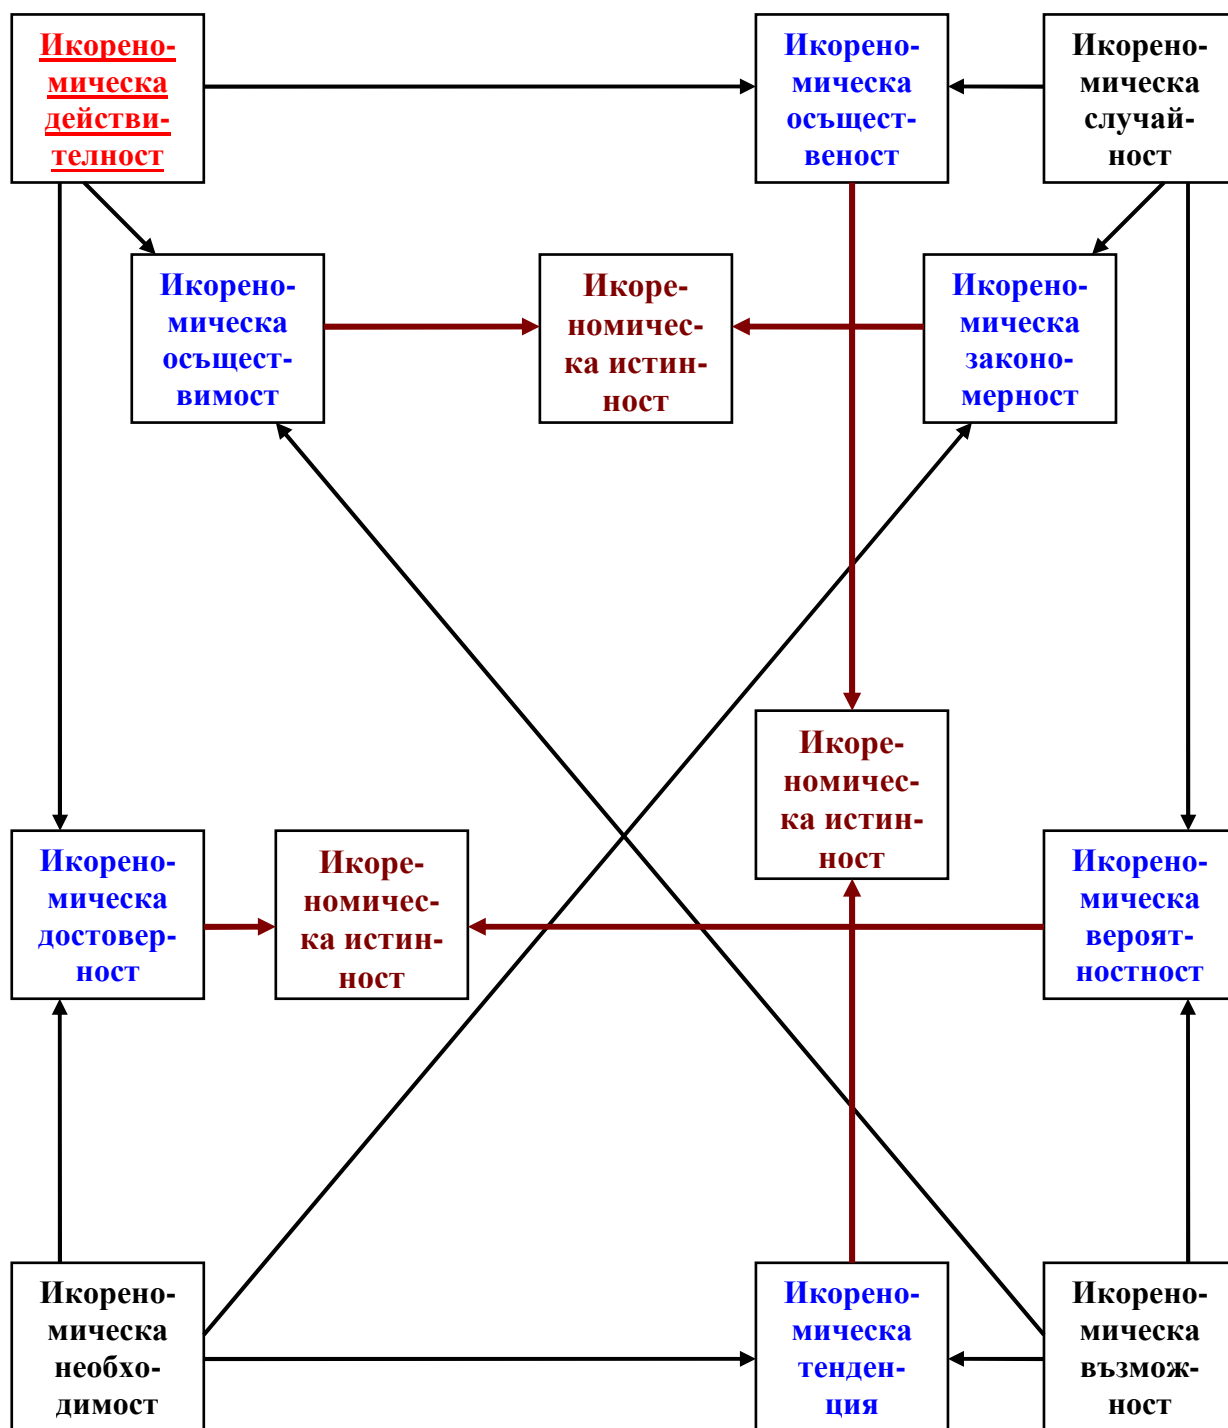 Икорено-
мическа
действи-
телност
Икорено-
мическа
осъщест-
веност
Икорено-
мическа
случай-
ност
Икорено-
мическа
осъщест-
вимост
Икоре-
номичес-
ка истин-
ност
Икорено-
мическа
законо-
мерност
Икоре-
номичес-
ка истин-
ност
Икорено-
мическа
достовер-
ност
Икоре-
номичес-
ка истин-
ност
Икорено-
мическа
вероят-
ностност
Икорено-
мическа
необхо-
димост
Икорено-
мическа
тенден-
ция
Икорено-
мическа
възмож-
ност